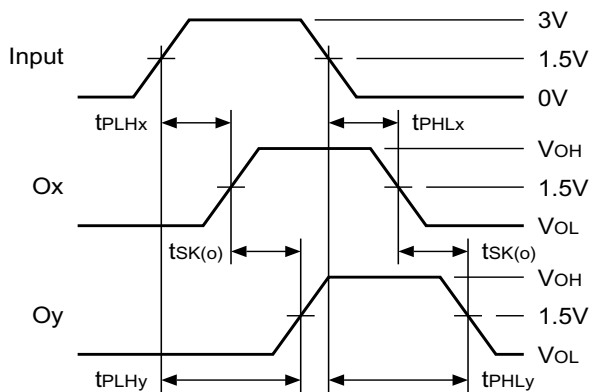 3V
Input
1.5V
0V
tPLHx
tPHLx
VOH
Ox
1.5V
VOL
tSK(o)
tSK(o)
VOH
Oy
1.5V
VOL
tPLHy
tPHLy